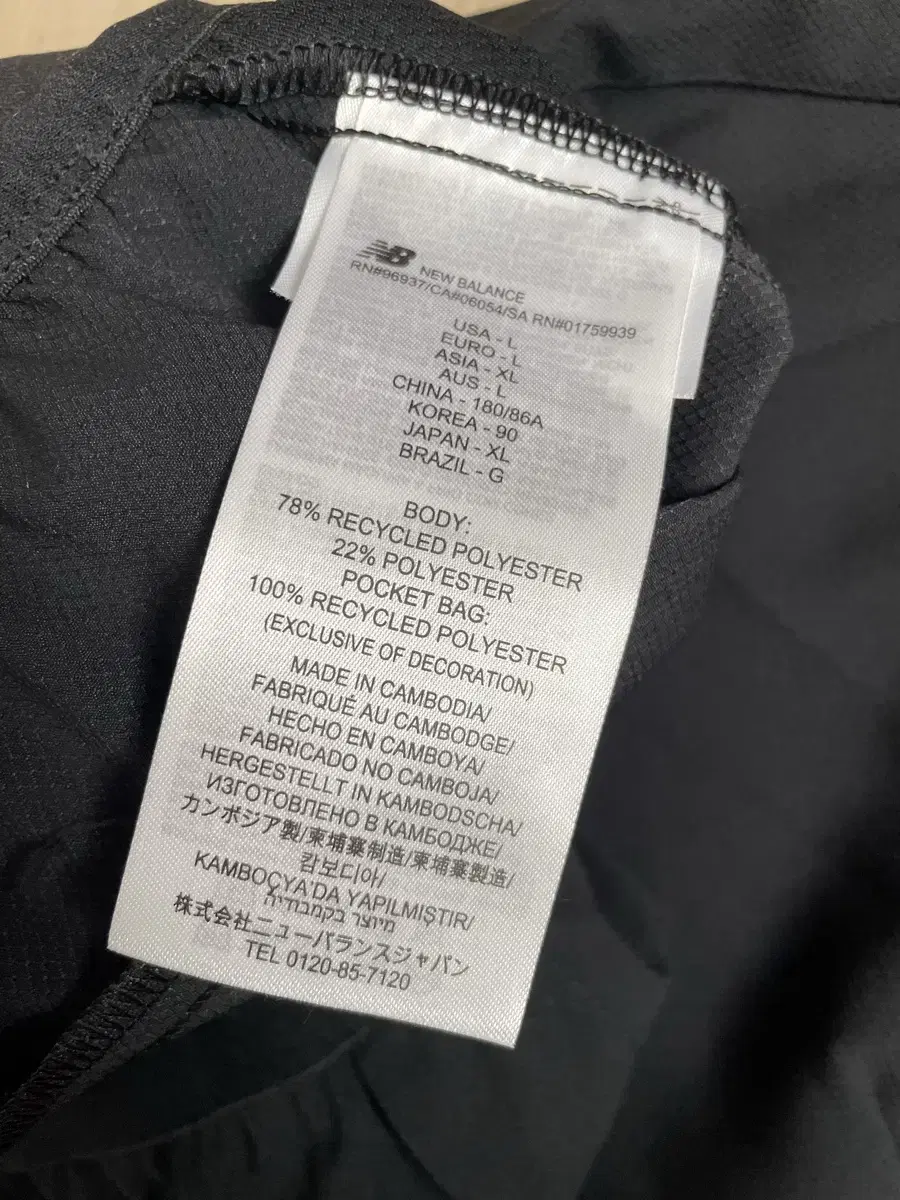 NB NEW BALANCE
RN#96937/CA#06054/SA RN#01759939
USA - L
EURO - L
ASIA - XL
AUS - L
CHINA - 180/86A
KOREA - 90
JAPAN - XL
BRAZIL - G
BODY:
78% RECYCLED POLYESTER
22% POLYESTER
POCKET BAG:
100% RECYCLED POLYESTER
(EXCLUSIVE OF DECORATION)
MADE IN CAMBODIA/
FABRIQUÉ AU CAMBODGE/
HECHO EN CAMBOYA/
FABRICADO NO CAMBOJA/
HERGESTELLT IN KAMBODSCHA/
ИЗГОТОВЛЕНО В КАМБОДЖЕ/
カンボジア製/柬埔寨制造/柬埔寨製造/
캄보디아/
KAMBOÇYA'DA YAPILMIŞTIR/
מיוצר בקמבודיה
株式会社ニューバランスジャパン
TEL 0120-85-7120